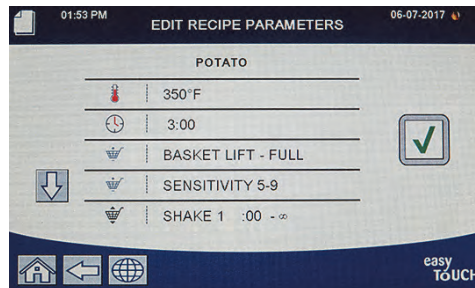 01:53 PM
EDIT RECIPE PARAMETERS
06-07-2017
POTATO
350°F
3:00
BASKET LIFT - FULL
SENSITIVITY 5-9
SHAKE 1 :00 - ∞
easy
TOUCH